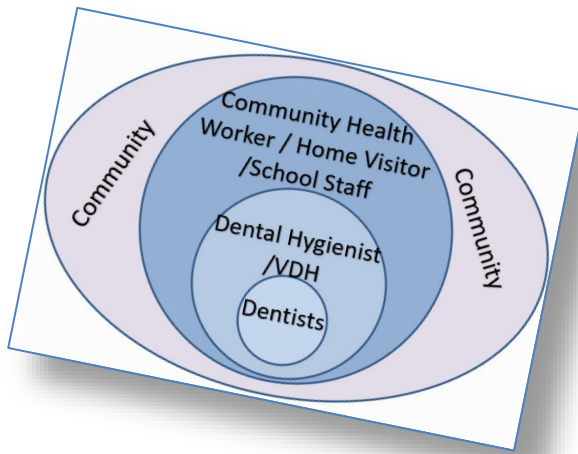 Community Health
Worker / Home Visitor
/School Staff
Community
Community
Dental Hygienist
/VDH
Dentists